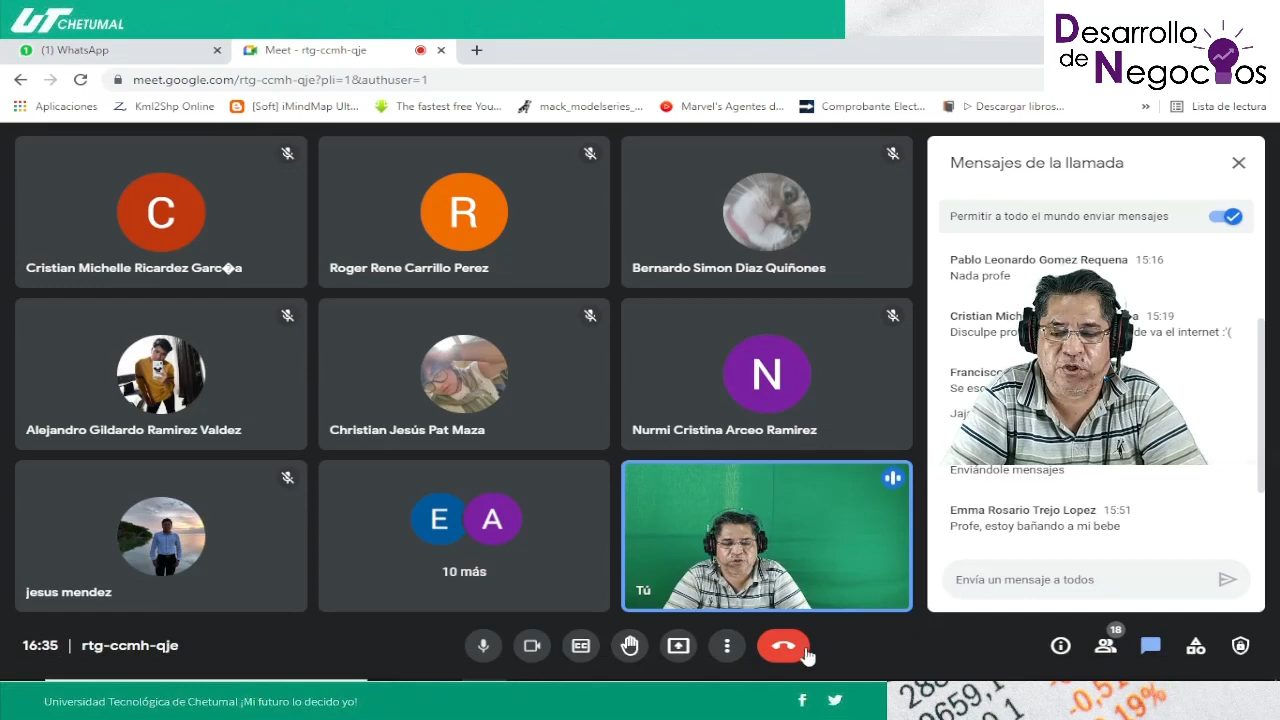 UT CHETUMAL
Desarrollo
de Negocios
(1) WhatsApp
Meet - rtg-ccmh-qje
meet.google.com/rtg-ccmh-qje?pli=1&authuser=1
Aplicaciones
Kml2Shp Online
[Soft] iMindMap Ult...
The fastest free You...
mack_modelseries_...
Marvel's Agentes d...
Comprobante Elect...
Descargar libros...
»
Lista de lectura
C
Cristian Michelle Ricardez Garc�a
R
Roger Rene Carrillo Perez
Bernardo Simon Diaz Quiñones
Alejandro Gildardo Ramirez Valdez
Christian Jesús Pat Maza
N
Nurmi Cristina Arceo Ramirez
jesus mendez
E A
10 más
Tú
Mensajes de la llamada
Permitir a todo el mundo enviar mensajes
Pablo Leonardo Gomez Requena 15:16
Nada profe
Cristian 15:19
Disculpe de va el internet :'(
Se
Enviándole mensajes
Emma Rosario Trejo Lopez 15:51
Profe, estoy bañando a mi bebe
Envía un mensaje a todos
16:35 | rtg-ccmh-qje
18
Universidad Tecnológica de Chetumal ¡Mi futuro lo decido yo!
9659,1
19%